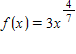 f(x) = 3x^{4/7}